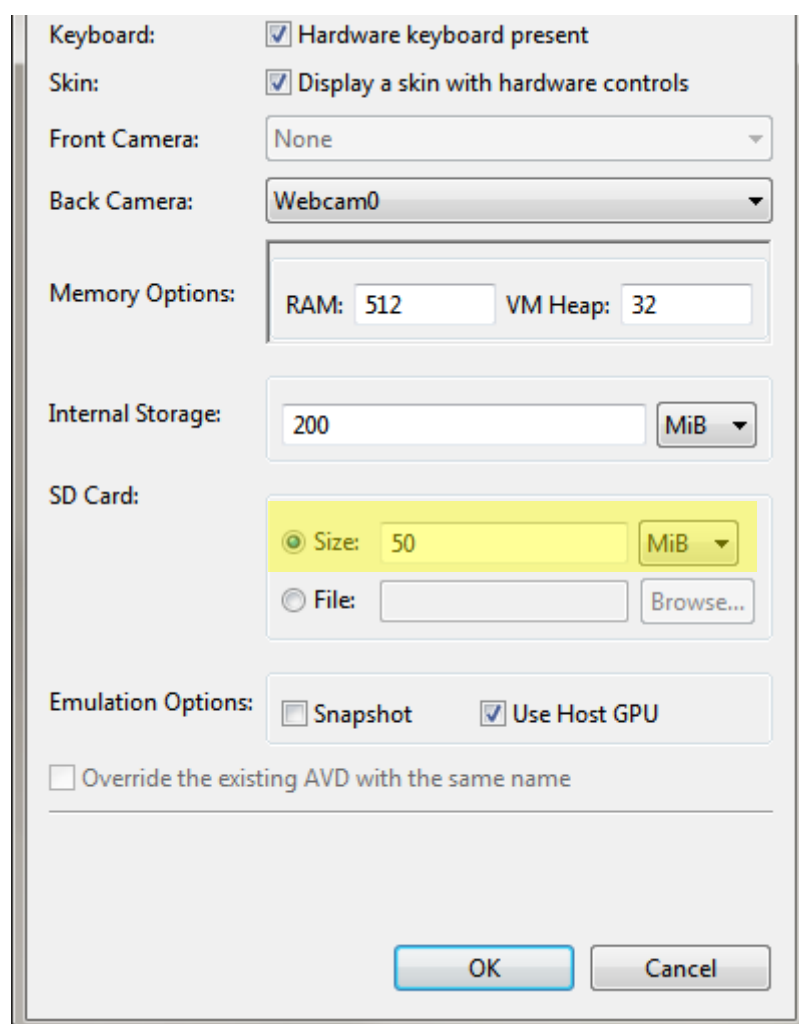 Keyboard: Hardware keyboard present
Skin: Display a skin with hardware controls
Front Camera: None
Back Camera: Webcam0
Memory Options: RAM: 512 VM Heap: 32
Internal Storage: 200 MiB
SD Card:
Size: 50 MiB
File: Browse...
Emulation Options: Snapshot Use Host GPU
Override the existing AVD with the same name
OK Cancel